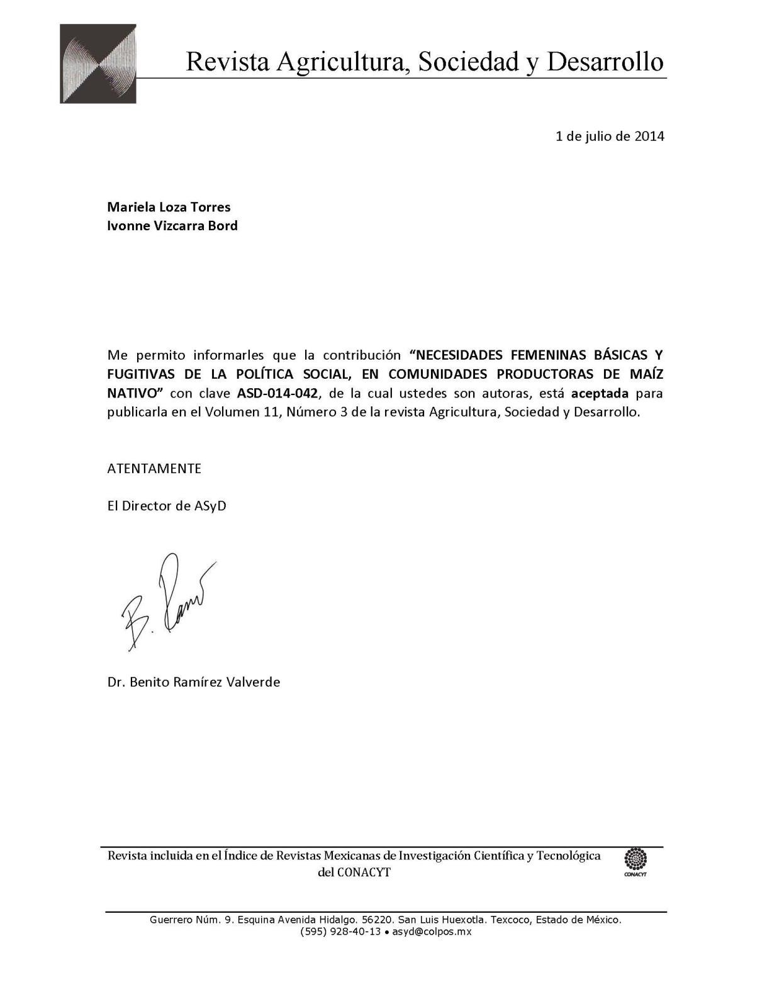 Revista Agricultura, Sociedad y Desarrollo
1 de julio de 2014
Mariela Loza Torres
Ivonne Vizcarra Bord
Me permito informarles que la contribución “NECESIDADES FEMENINAS BÁSICAS Y
FUGITIVAS DE LA POLÍTICA SOCIAL, EN COMUNIDADES PRODUCTORAS DE MAÍZ
NATIVO” con clave ASD-014-042, de la cual ustedes son autoras, está aceptada para
publicarla en el Volumen 11, Número 3 de la revista Agricultura, Sociedad y Desarrollo.
ATENTAMENTE
El Director de ASyD
B.
Dr. Benito Ramírez Valverde
Revista incluida en el Índice de Revistas Mexicanas de Investigación Científica y Tecnológica
del CONACYT
CONACYT
Guerrero Núm. 9. Esquina Avenida Hidalgo. 56220. San Luis Huexotla. Texcoco, Estado de México.
(595) 928-40-13 • asyd@colpos.mx